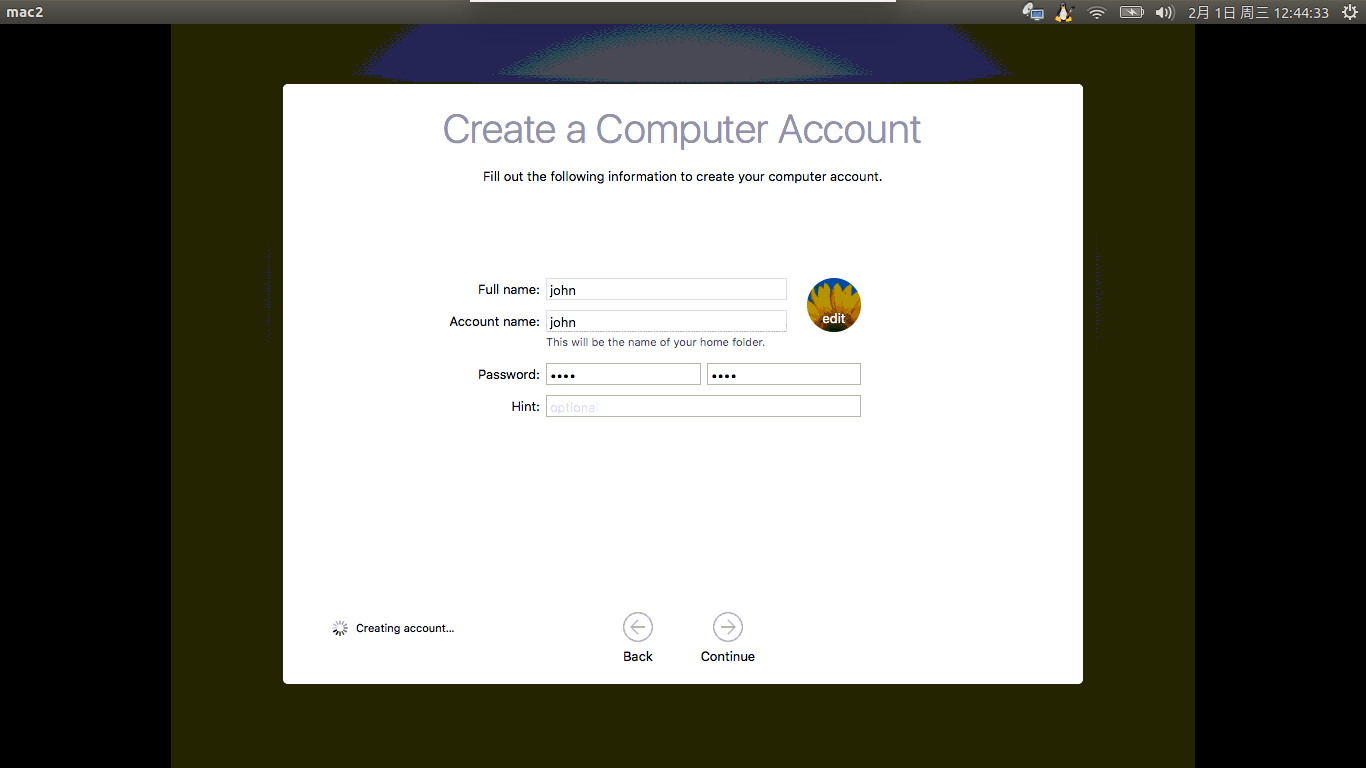 mac2
2月 1日 周三 12:44:33
Create a Computer Account
Fill out the following information to create your computer account.
Full name: john
edit
Account name: john
This will be the name of your home folder.
Password: •••• ••••
Hint: optional
Creating account...
Back
Continue